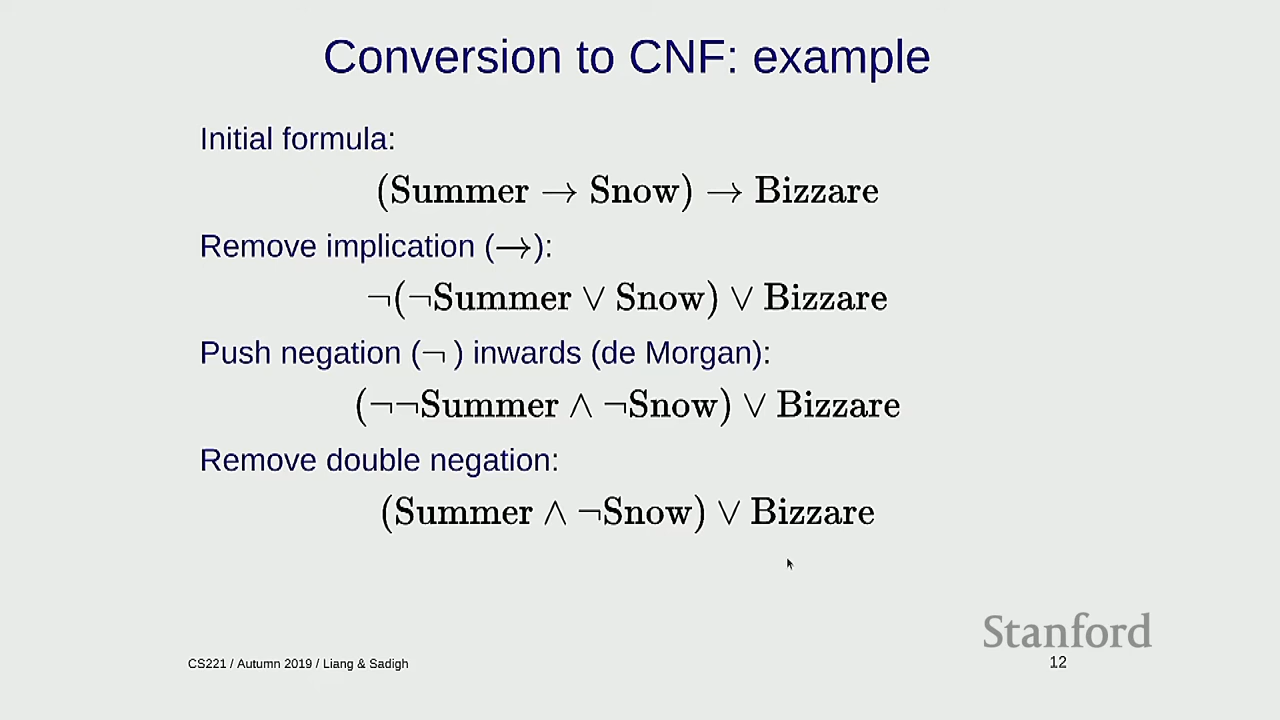 Conversion to CNF: example
Initial formula:
(Summer → Snow) → Bizzare
Remove implication (→):
¬(¬Summer ∨ Snow) ∨ Bizzare
Push negation (¬ ) inwards (de Morgan):
(¬¬Summer ∧ ¬Snow) ∨ Bizzare
Remove double negation:
(Summer ∧ ¬Snow) ∨ Bizzare
Stanford
CS221 / Autumn 2019 / Liang & Sadigh
12